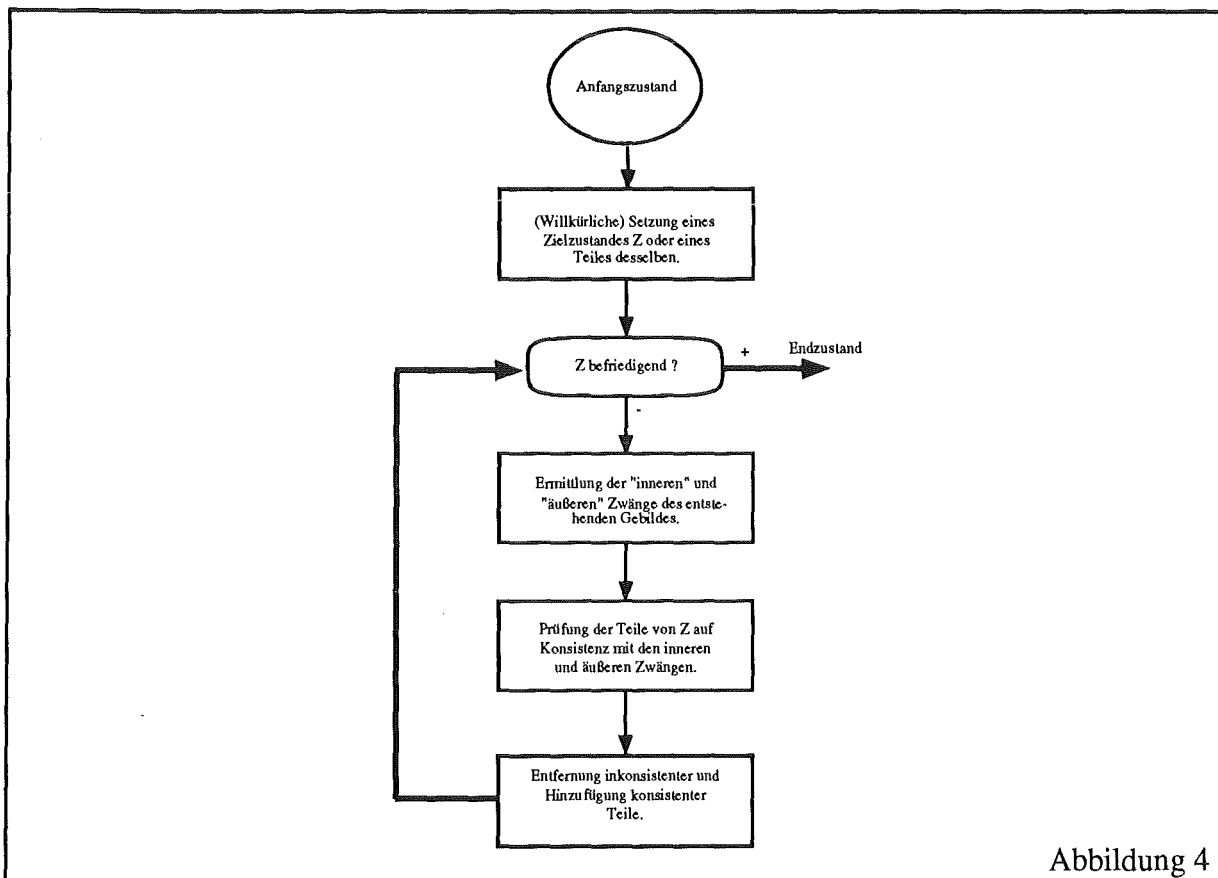 Anfangszustand
(Willkürliche) Setzung eines
Zielzustandes Z oder eines
Teiles desselben.
Z befriedigend ?
+
Endzustand
-
Ermittlung der "inneren" und
"äußeren" Zwänge des entste-
henden Gebildes.
Prüfung der Teile von Z auf
Konsistenz mit den inneren
und äußeren Zwängen.
Entfernung inkonsistenter und
Hinzufügung konsistenter
Teile.
Abbildung 4